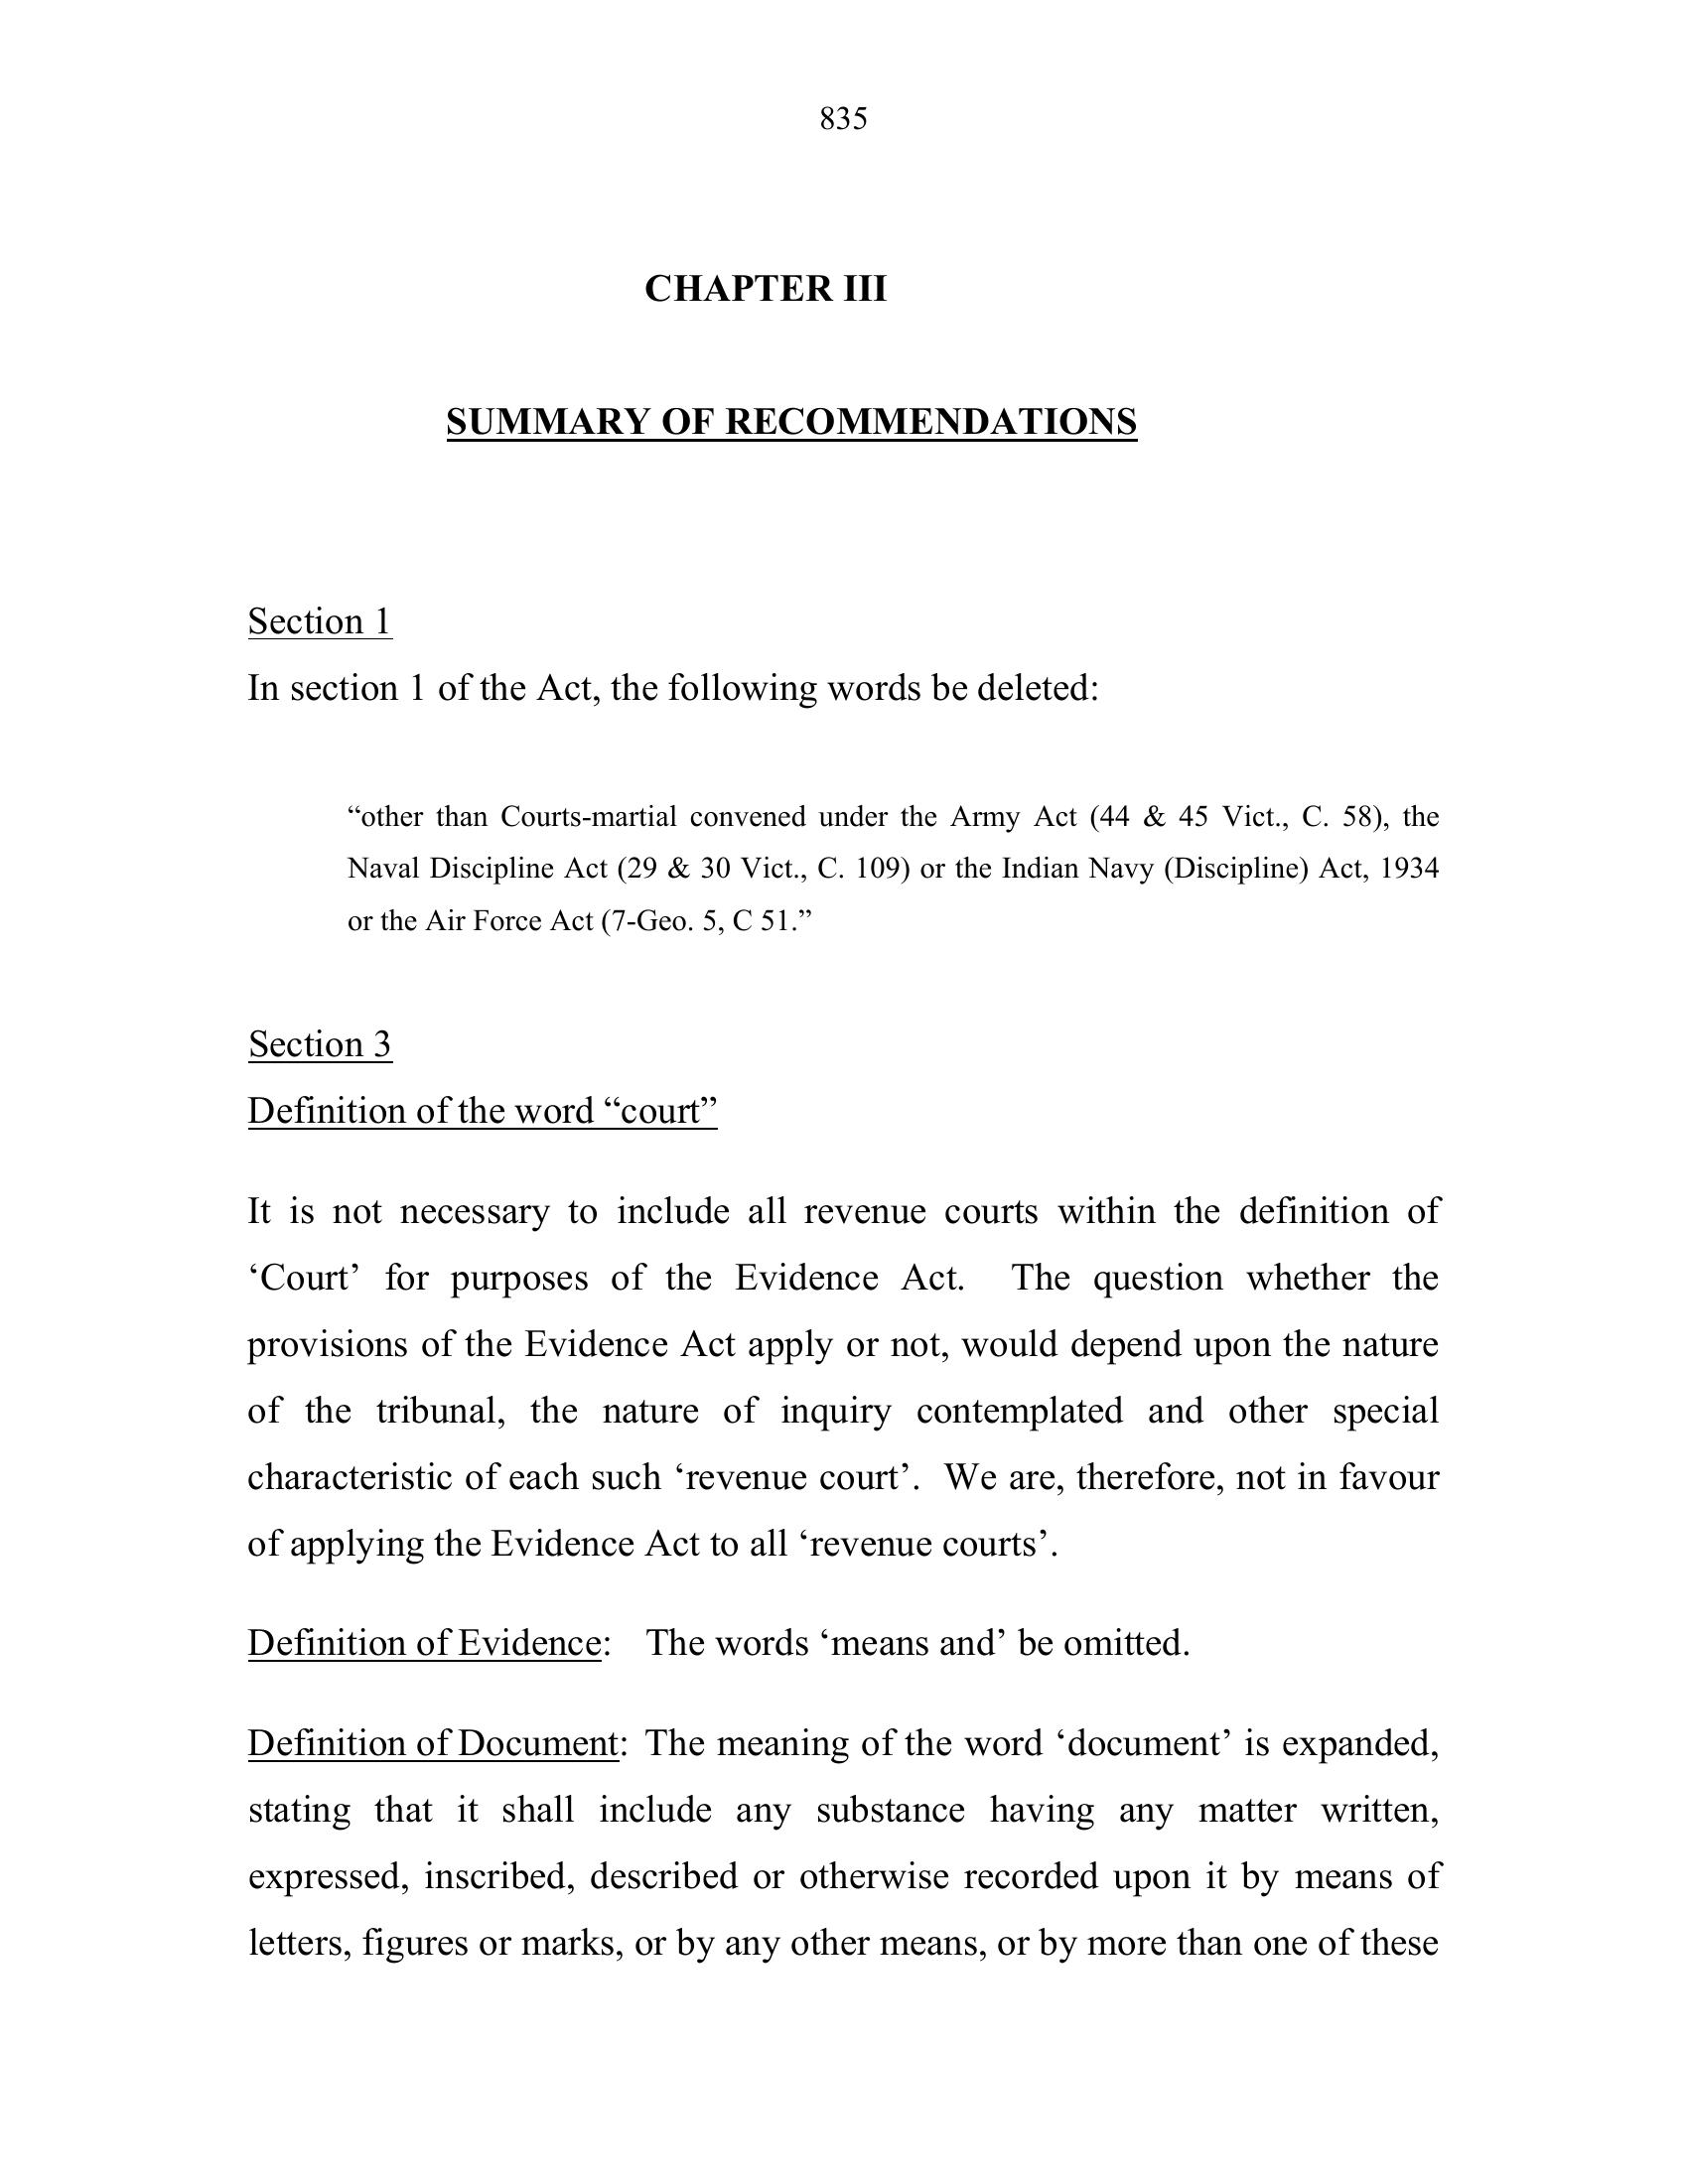 835
CHAPTER III
SUMMARY OF RECOMMENDATIONS
Section 1
In section 1 of the Act, the following words be deleted:
“other than Courts-martial convened under the Army Act (44 & 45 Vict., C. 58), the
Naval Discipline Act (29 & 30 Vict., C. 109) or the Indian Navy (Discipline) Act, 1934
or the Air Force Act (7-Geo. 5, C 51.”
Section 3
Definition of the word “court”
It is not necessary to include all revenue courts within the definition of
‘Court’ for purposes of the Evidence Act. The question whether the
provisions of the Evidence Act apply or not, would depend upon the nature
of the tribunal, the nature of inquiry contemplated and other special
characteristic of each such ‘revenue court’. We are, therefore, not in favour
of applying the Evidence Act to all ‘revenue courts’.
Definition of Evidence: The words ‘means and’ be omitted.
Definition of Document: The meaning of the word ‘document’ is expanded,
stating that it shall include any substance having any matter written,
expressed, inscribed, described or otherwise recorded upon it by means of
letters, figures or marks, or by any other means, or by more than one of these